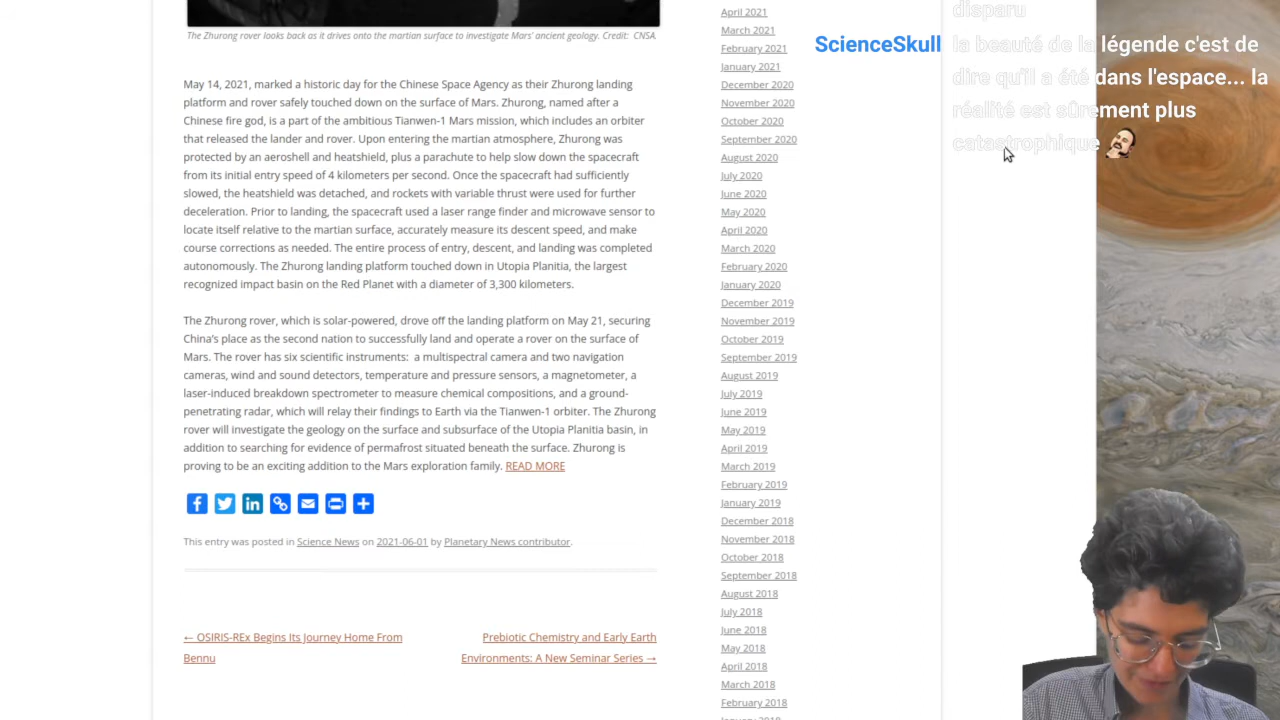 The Zhurong rover looks back as it drives onto the martian surface to investigate Mars' ancient geology. Credit: CNSA.
May 14, 2021, marked a historic day for the Chinese Space Agency as their Zhurong landing
platform and rover safely touched down on the surface of Mars. Zhurong, named after a
Chinese fire god, is a part of the ambitious Tianwen-1 Mars mission, which includes an orbiter
that released the lander and rover. Upon entering the martian atmosphere, Zhurong was
protected by an aeroshell and heatshield, plus a parachute to help slow down the spacecraft
from its initial entry speed of 4 kilometers per second. Once the spacecraft had sufficiently
slowed, the heatshield was detached, and rockets with variable thrust were used for further
deceleration. Prior to landing, the spacecraft used a laser range finder and microwave sensor to
locate itself relative to the martian surface, accurately measure its descent speed, and make
course corrections as needed. The entire process of entry, descent, and landing was completed
autonomously. The Zhurong landing platform touched down in Utopia Planitia, the largest
recognized impact basin on the Red Planet with a diameter of 3,300 kilometers.
The Zhurong rover, which is solar-powered, drove off the landing platform on May 21, securing
China's place as the second nation to successfully land and operate a rover on the surface of
Mars. The rover has six scientific instruments: a multispectral camera and two navigation
cameras, wind and sound detectors, temperature and pressure sensors, a magnetometer, a
laser-induced breakdown spectrometer to measure chemical compositions, and a ground-
penetrating radar, which will relay their findings to Earth via the Tianwen-1 orbiter. The Zhurong
rover will investigate the geology on the surface and subsurface of the Utopia Planitia basin, in
addition to searching for evidence of permafrost situated beneath the surface. Zhurong is
proving to be an exciting addition to the Mars exploration family. READ MORE
This entry was posted in Science News on 2021-06-01 by Planetary News contributor.
← OSIRIS-REx Begins Its Journey Home From
Bennu
Prebiotic Chemistry and Early Earth
Environments: A New Seminar Series →
April 2021
March 2021
February 2021
January 2021
December 2020
November 2020
October 2020
September 2020
August 2020
July 2020
June 2020
May 2020
April 2020
March 2020
February 2020
January 2020
December 2019
November 2019
October 2019
September 2019
August 2019
July 2019
June 2019
May 2019
April 2019
March 2019
February 2019
January 2019
December 2018
November 2018
October 2018
September 2018
August 2018
July 2018
June 2018
May 2018
April 2018
March 2018
February 2018
January 2018
disparu
ScienceSkull la beauté de la légende c'est de
dire qu'il a été dans l'espace... la
réalité est sûrement plus
catastrophique